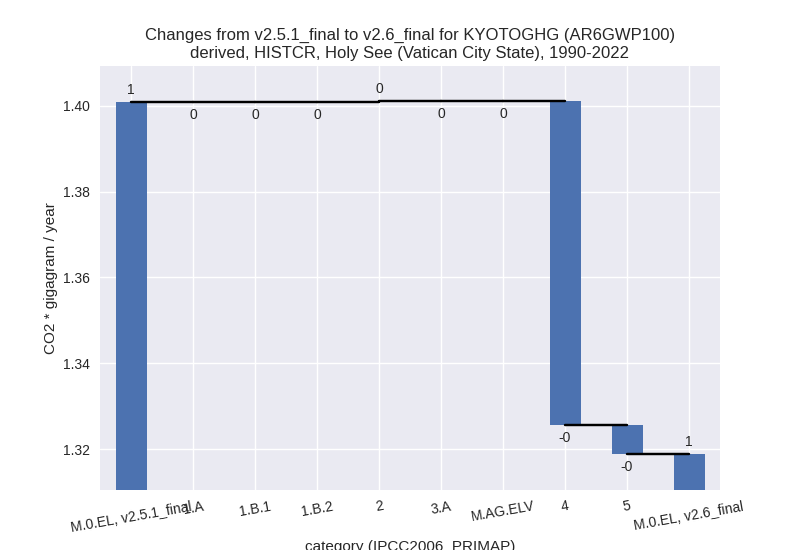 Changes from v2.5.1_final to v2.6_final for KYOTOGHG (AR6GWP100)
derived, HISTCR, Holy See (Vatican City State), 1990-2022
CO2 * gigagram / year
1.40
1.38
1.36
1.34
1.32
1
0
0
0
0
0
0
-0
-0
1
M.0.EL, v2.5.1_final
1.A
1.B.1
1.B.2
2
3.A
M.AG.ELV
4
5
M.0.EL, v2.6_final
category (IPCC2006_PRIMAP)